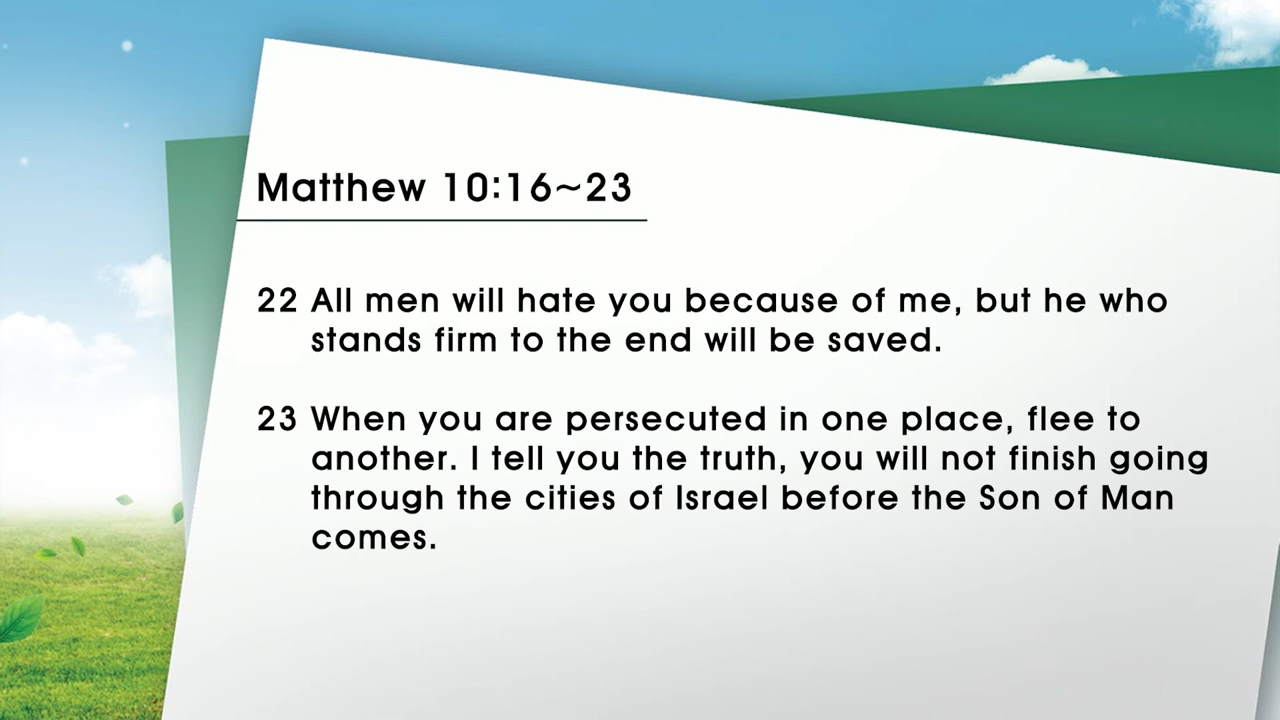 Matthew 10:16~23
22 All men will hate you because of me, but he who
stands firm to the end will be saved.
23 When you are persecuted in one place, flee to
another. I tell you the truth, you will not finish going
through the cities of Israel before the Son of Man
comes.